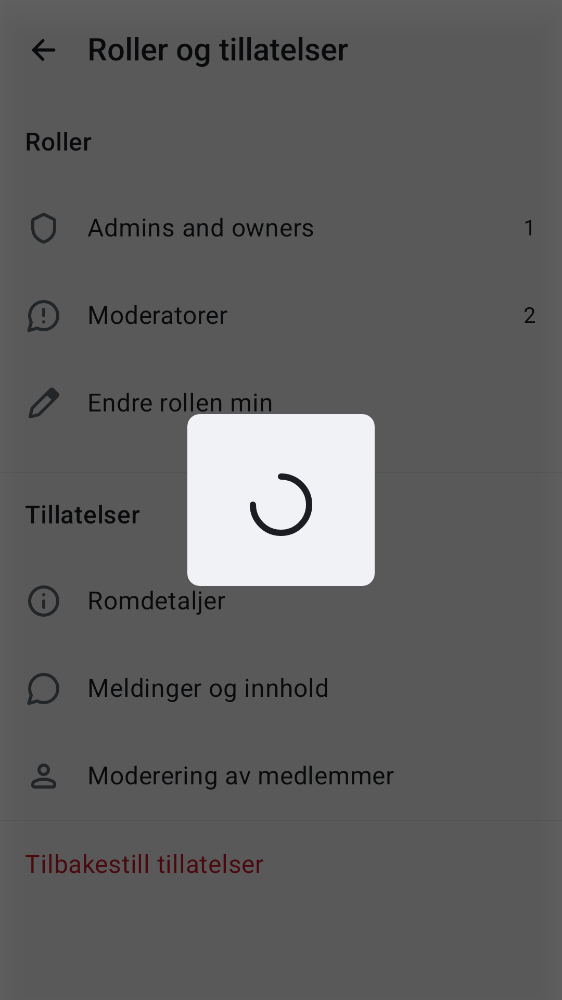 Roller og tillatelser
Roller
Admins and owners 1
Moderatorer 2
Endre rollen min
Tillatelser
Romdetaljer
Meldinger og innhold
Moderering av medlemmer
Tilbakestill tillatelser